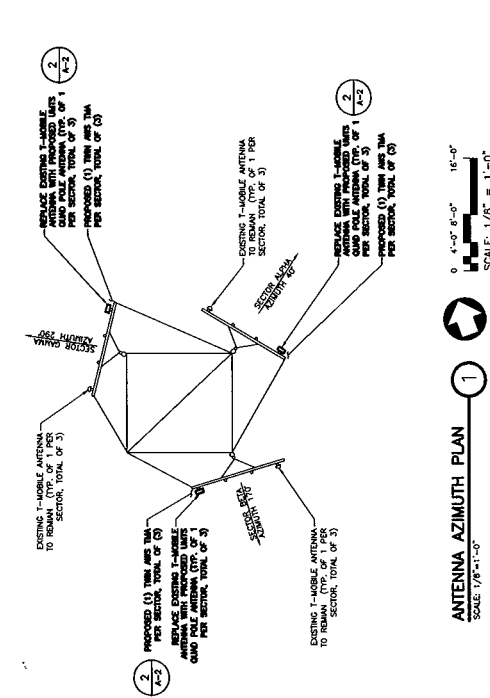 2
A-2
REPLACE EXISTING T-MOBILE
ANTENNA WITH PROPOSED UMTS
QUAD POLE ANTENNA (TYP. OF 1
PER SECTOR, TOTAL OF 3)
PROPOSED (1) TWIN AWS TMA
PER SECTOR, TOTAL OF (3)
EXISTING T-MOBILE ANTENNA
TO REMIAN (TYP. OF 1 PER
SECTOR, TOTAL OF 3)
SECTOR GAMMA
AZIMUTH 290°
EXISTING T-MOBILE ANTENNA
TO REMIAN (TYP. OF 1 PER
SECTOR, TOTAL OF 3)
SECTOR ALPHA
AZIMUTH 40°
2
A-2
REPLACE EXISTING T-MOBILE
ANTENNA WITH PROPOSED UMTS
QUAD POLE ANTENNA (TYP. OF 1
PER SECTOR, TOTAL OF 3)
PROPOSED (1) TWIN AWS TMA
PER SECTOR, TOTAL OF (3)
2
A-2
PROPOSED (1) TWIN AWS TMA
PER SECTOR, TOTAL OF (3)
REPLACE EXISTING T-MOBILE
ANTENNA WITH PROPOSED UMTS
QUAD POLE ANTENNA (TYP. OF 1
PER SECTOR, TOTAL OF 3)
SECTOR BETA
AZIMUTH 170°
EXISTING T-MOBILE ANTENNA
TO REMIAN (TYP. OF 1 PER
SECTOR, TOTAL OF 3)
ANTENNA AZIMUTH PLAN
SCALE: 1/8"=1'-0"
1
0 4'-0" 8'-0" 16'-0"
SCALE: 1/8" = 1'-0"